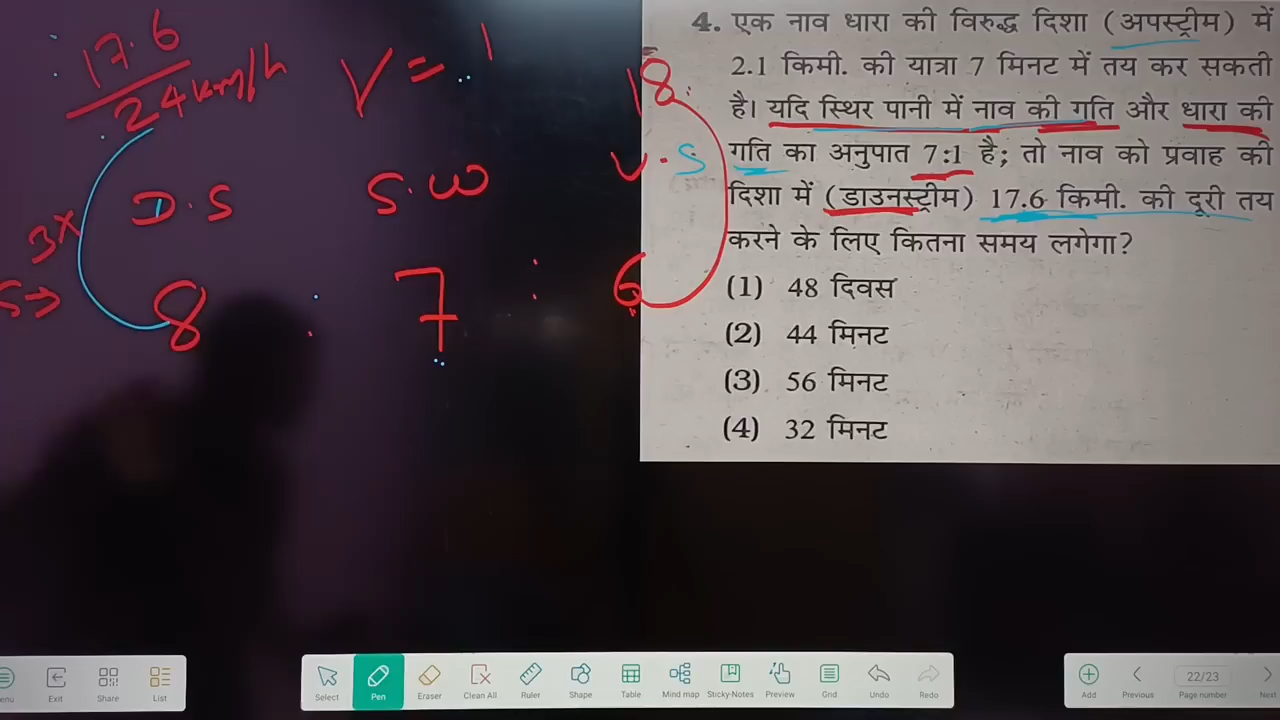 17.6
24km/h
V = 1
18.
D.S
S.W
U.S
3x
S⇒
8 : 7 : 6
4. एक नाव धारा की विरुद्ध दिशा (अपस्ट्रीम) में
2.1 किमी. की यात्रा 7 मिनट में तय कर सकती
है। यदि स्थिर पानी में नाव की गति और धारा की
गति का अनुपात 7:1 है; तो नाव को प्रवाह की
दिशा में (डाउनस्ट्रीम) 17.6 किमी. की दूरी तय
करने के लिए कितना समय लगेगा?
(1) 48 दिवस
(2) 44 मिनट
(3) 56 मिनट
(4) 32 मिनट
enu
Exit
Share
List
Select
Pen
Eraser
Clean All
Ruler
Shape
Table
Mind map
Sticky-Notes
Preview
Grid
Undo
Redo
Add
Previous
22/23
Page number
Next